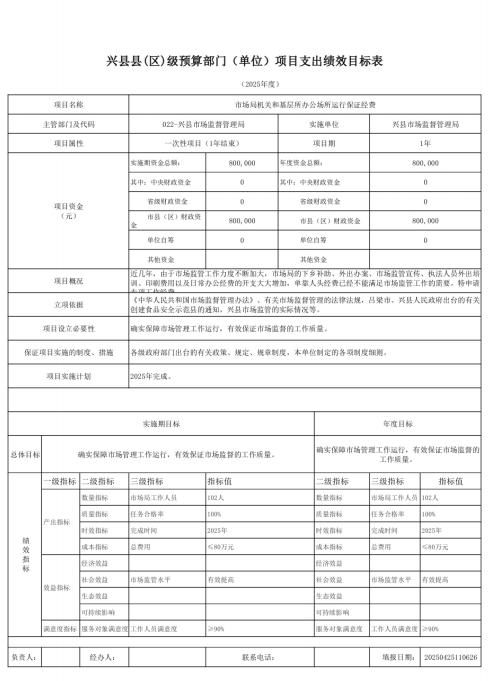 兴县县(区)级预算部门（单位）项目支出绩效目标表
（2025年度）
项目名称 市场局机关和基层所办公场所运行保证经费
主管部门及代码 022-兴县市场监督管理局 实施单位 兴县市场监督管理局
项目属性 一次性项目（1年结束） 项目期 1年
项目资金
（元）
实施期资金总额： 800,000 年度资金总额： 800,000
其中：中央财政资金 0 其中：中央财政资金 0
省级财政资金 0 省级财政资金 0
市县（区）财政资金 800,000 市县（区）财政资金 800,000
单位自筹 0 单位自筹 0
其他资金 其他资金
项目概况
近几年，由于市场监管工作力度不断加大，市场局的下乡补助、外出办案、市场监管宣传、执法人员外出培
训、印刷费用以及日常办公经费的开支大大增加，单靠人头经费已经不能满足市场监管工作的需要。特申请
立项依据
《中华人民共和国市场监督管理办法》、有关市场监督管理的法律法规，吕梁市、兴县人民政府出台的有关
创建食品安全示范县的通知，兴县市场监管的实际情况等。
项目设立必要性 确实保障市场管理工作运行，有效保证市场监督的工作质量。
保证项目实施的制度、措施 各级政府部门出台的有关政策、规定、规章制度，本单位制定的各项制度细则。
项目实施计划 2025年完成。
实施期目标 年度目标
总体目标 确实保障市场管理工作运行，有效保证市场监督的工作质量。 确实保障市场管理工作运行，有效保证市场监督的
工作质量。
绩效指标
一级指标 二级指标 三级指标 指标值 二级指标 三级指标 指标值
产出指标
数量指标 市场局工作人员 102人 数量指标 市场局工作人员 102人
质量指标 任务合格率 100% 质量指标 任务合格率 100%
时效指标 完成时间 2025年 时效指标 完成时间 2025年
成本指标 总费用 ≤80万元 成本指标 总费用 ≤80万元
效益指标
经济效益 经济效益
社会效益 市场监管水平 有效提高 社会效益 市场监管水平 有效提高
生态效益 生态效益
可持续影响 可持续影响
满意度指标 服务对象满意度 工作人员满意度 ≥90% 服务对象满意度 工作人员满意度 ≥90%
负责人： 经办人： 联系电话： 填报日期： 20250425110626